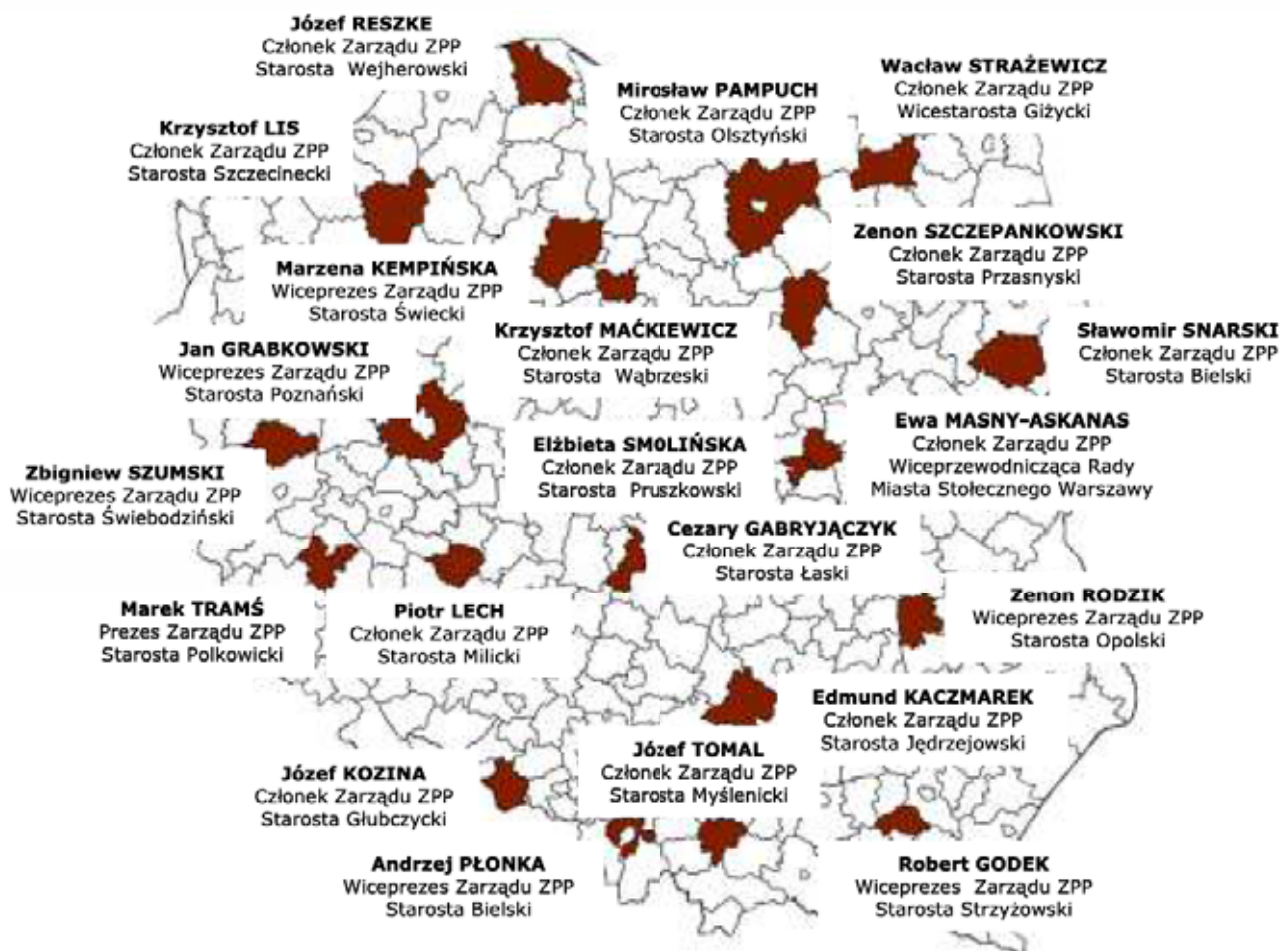 Józef RESZKE
Członek Zarządu ZPP
Starosta Wejherowski
Mirosław PAMPUCH
Członek Zarządu ZPP
Starosta Olsztyński
Wacław STRAŻEWICZ
Członek Zarządu ZPP
Wicestarosta Giżycki
Krzysztof LIS
Członek Zarządu ZPP
Starosta Szczecinecki
Zenon SZCZEPANKOWSKI
Członek Zarządu ZPP
Starosta Przasnyski
Marzena KEMPIŃSKA
Wiceprezes Zarządu ZPP
Starosta Świecki
Krzysztof MAĆKIEWICZ
Członek Zarządu ZPP
Starosta Wąbrzeski
Sławomir SNARSKI
Członek Zarządu ZPP
Starosta Bielski
Jan GRABKOWSKI
Wiceprezes Zarządu ZPP
Starosta Poznański
Ewa MASNY-ASKANAS
Członek Zarządu ZPP
Wiceprzewodnicząca Rady
Miasta Stołecznego Warszawy
Elżbieta SMOLIŃSKA
Członek Zarządu ZPP
Starosta Pruszkowski
Zbigniew SZUMSKI
Wiceprezes Zarządu ZPP
Starosta Świebodziński
Cezary GABRYJĄCZYK
Członek Zarządu ZPP
Starosta Łaski
Marek TRAMŚ
Prezes Zarządu ZPP
Starosta Polkowicki
Piotr LECH
Członek Zarządu ZPP
Starosta Milicki
Zenon RODZIK
Wiceprezes Zarządu ZPP
Starosta Opolski
Edmund KACZMAREK
Członek Zarządu ZPP
Starosta Jędrzejowski
Józef TOMAL
Członek Zarządu ZPP
Starosta Myślenicki
Józef KOZINA
Członek Zarządu ZPP
Starosta Głubczycki
Andrzej PŁONKA
Wiceprezes Zarządu ZPP
Starosta Bielski
Robert GODEK
Wiceprezes Zarządu ZPP
Starosta Strzyżowski